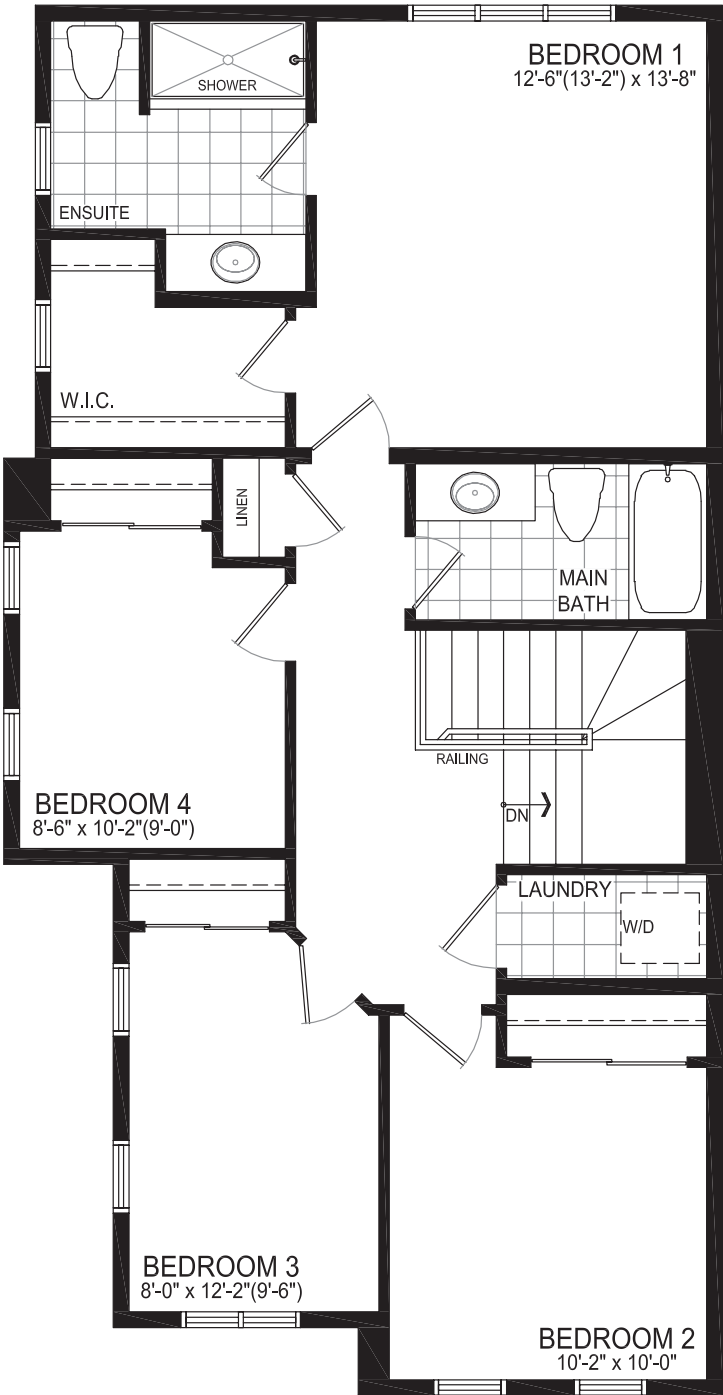 BEDROOM 1
12'-6"(13'-2") x 13'-8"
SHOWER
ENSUITE
W.I.C.
LINEN
MAIN
BATH
RAILING
DN
BEDROOM 4
8'-6" x 10'-2"(9'-0")
LAUNDRY
W/D
BEDROOM 3
8'-0" x 12'-2"(9'-6")
BEDROOM 2
10'-2" x 10'-0"